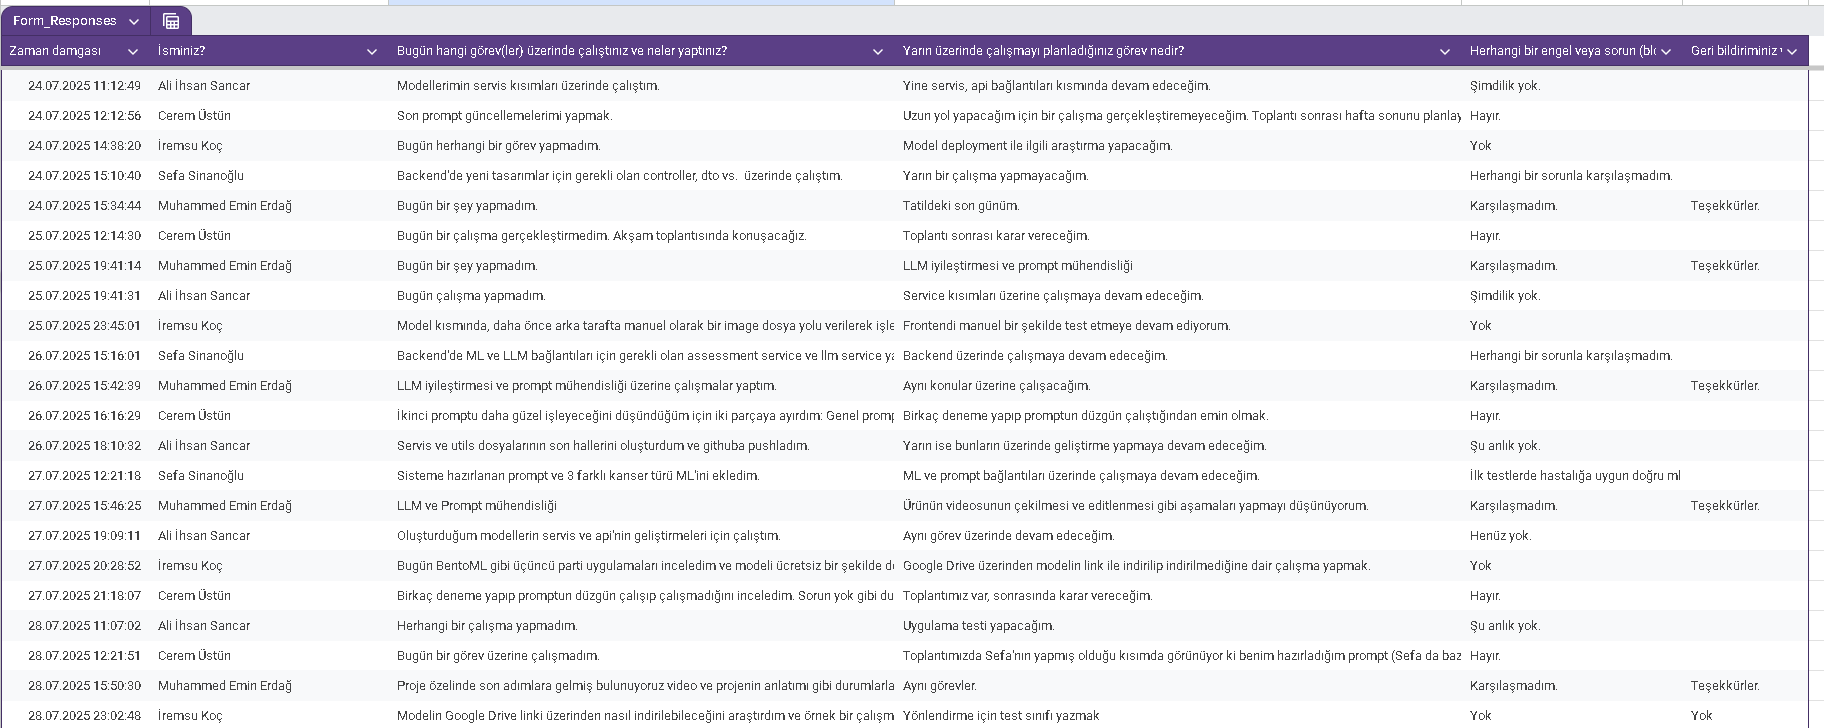 Form_Responses
Zaman damgası İsminiz? Bugün hangi görev(ler) üzerinde çalıştınız ve neler yaptınız? Yarın üzerinde çalışmayı planladığınız görev nedir? Herhangi bir engel veya sorun (blo Geri bildiriminiz
24.07.2025 11:12:49 Ali İhsan Sancar Modellerimin servis kısımları üzerinde çalıştım. Yine servis, api bağlantıları kısmında devam edeceğim. Şimdilik yok.
24.07.2025 12:12:56 Cerem Üstün Son prompt güncellemelerimi yapmak. Uzun yol yapacağım için bir çalışma gerçekleştiremeyeceğim. Toplantı sonrası hafta sonunu planlay Hayır.
24.07.2025 14:38:20 İremsu Koç Bugün herhangi bir görev yapmadım. Model deployment ile ilgili araştırma yapacağım. Yok
24.07.2025 15:10:40 Sefa Sinanoğlu Backend'de yeni tasarımlar için gerekli olan controller, dto vs. üzerinde çalıştım. Yarın bir çalışma yapmayacağım. Herhangi bir sorunla karşılaşmadım.
24.07.2025 15:34:44 Muhammed Emin Erdağ Bugün bir şey yapmadım. Tatildeki son günüm. Karşılaşmadım. Teşekkürler.
25.07.2025 12:14:30 Cerem Üstün Bugün bir çalışma gerçekleştirmedim. Akşam toplantısında konuşacağız. Toplantı sonrası karar vereceğim. Hayır.
25.07.2025 19:41:14 Muhammed Emin Erdağ Bugün bir şey yapmadım. LLM iyileştirmesi ve prompt mühendisliği Karşılaşmadım. Teşekkürler.
25.07.2025 19:41:31 Ali İhsan Sancar Bugün çalışma yapmadım. Service kısımları üzerine çalışmaya devam edeceğim. Şimdilik yok.
25.07.2025 23:45:01 İremsu Koç Model kısmında, daha önce arka tarafta manuel olarak bir image dosya yolu verilerek işle Frontendi manuel bir şekilde test etmeye devam ediyorum. Yok
26.07.2025 15:16:01 Sefa Sinanoğlu Backend'de ML ve LLM bağlantıları için gerekli olan assessment service ve llm service ya Backend üzerinde çalışmaya devam edeceğim. Herhangi bir sorunla karşılaşmadım.
26.07.2025 15:42:39 Muhammed Emin Erdağ LLM iyileştirmesi ve prompt mühendisliği üzerine çalışmalar yaptım. Aynı konular üzerine çalışacağım. Karşılaşmadım. Teşekkürler.
26.07.2025 16:16:29 Cerem Üstün İkinci promptu daha güzel işleyeceğini düşündüğüm için iki parçaya ayırdım: Genel promp Birkaç deneme yapıp promptun düzgün çalıştığından emin olmak. Hayır.
26.07.2025 18:10:32 Ali İhsan Sancar Servis ve utils dosyalarının son hallerini oluşturdum ve githuba pushladım. Yarın ise bunların üzerinde geliştirme yapmaya devam edeceğim. Şu anlık yok.
27.07.2025 12:21:18 Sefa Sinanoğlu Sisteme hazırlanan prompt ve 3 farklı kanser türü ML'ini ekledim. ML ve prompt bağlantıları üzerinde çalışmaya devam edeceğim. İlk testlerde hastalığa uygun doğru ml
27.07.2025 15:46:25 Muhammed Emin Erdağ LLM ve Prompt mühendisliği Ürünün videosunun çekilmesi ve editlenmesi gibi aşamaları yapmayı düşünüyorum. Karşılaşmadım. Teşekkürler.
27.07.2025 19:09:11 Ali İhsan Sancar Oluşturduğum modellerin servis ve api'nin geliştirmeleri için çalıştım. Aynı görev üzerinde devam edeceğim. Henüz yok.
27.07.2025 20:28:52 İremsu Koç Bugün BentoML gibi üçüncü parti uygulamaları inceledim ve modeli ücretsiz bir şekilde de Google Drive üzerinden modelin link ile indirilip indirilmediğine dair çalışma yapmak. Yok
27.07.2025 21:18:07 Cerem Üstün Birkaç deneme yapıp promptun düzgün çalışıp çalışmadığını inceledim. Sorun yok gibi du Toplantımız var, sonrasında karar vereceğim. Hayır.
28.07.2025 11:07:02 Ali İhsan Sancar Herhangi bir çalışma yapmadım. Uygulama testi yapacağım. Şu anlık yok.
28.07.2025 12:21:51 Cerem Üstün Bugün bir görev üzerine çalışmadım. Toplantımızda Sefa'nın yapmış olduğu kısımda görünüyor ki benim hazırladığım prompt (Sefa da baz Hayır.
28.07.2025 15:50:30 Muhammed Emin Erdağ Proje özelinde son adımlara gelmiş bulunuyoruz video ve projenin anlatımı gibi durumlarla Aynı görevler. Karşılaşmadım. Teşekkürler.
28.07.2025 23:02:48 İremsu Koç Modelin Google Drive linki üzerinden nasıl indirilebileceğini araştırdım ve örnek bir çalışm Yönlendirme için test sınıfı yazmak Yok Yok